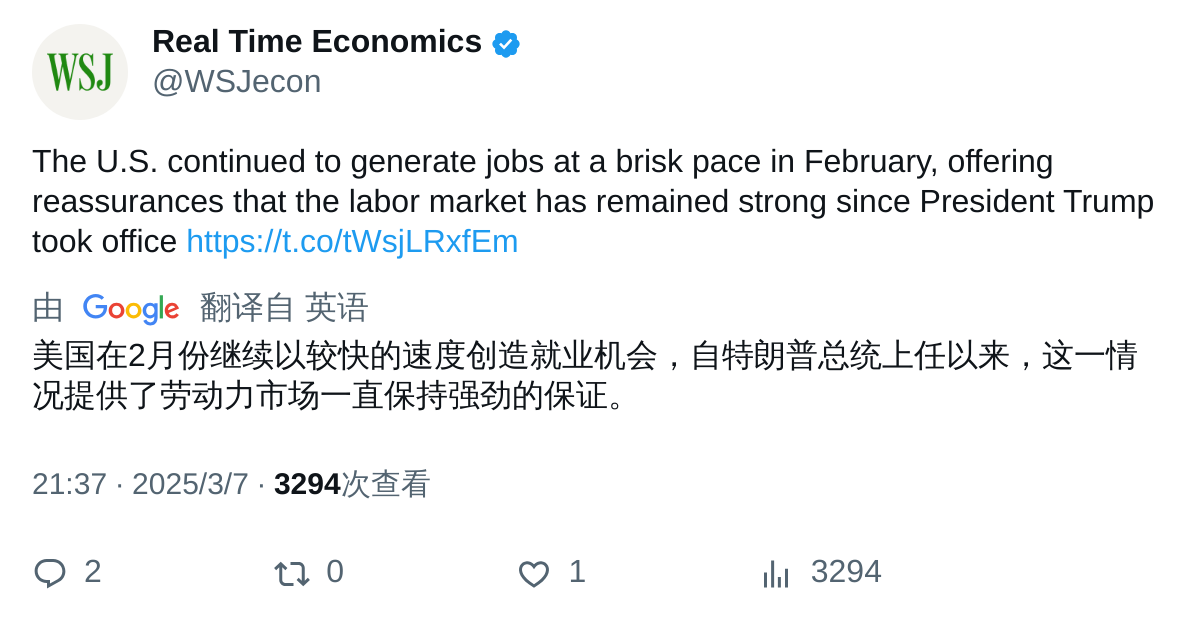 WSJ
Real Time Economics
@WSJecon
The U.S. continued to generate jobs at a brisk pace in February, offering
reassurances that the labor market has remained strong since President Trump
took office https://t.co/tWsjLRxfEm
由 Google 翻译自 英语
美国在2月份继续以较快的速度创造就业机会，自特朗普总统上任以来，这一情
况提供了劳动力市场一直保持强劲的保证。
21:37 · 2025/3/7 · 3294次查看
2 0 1 3294